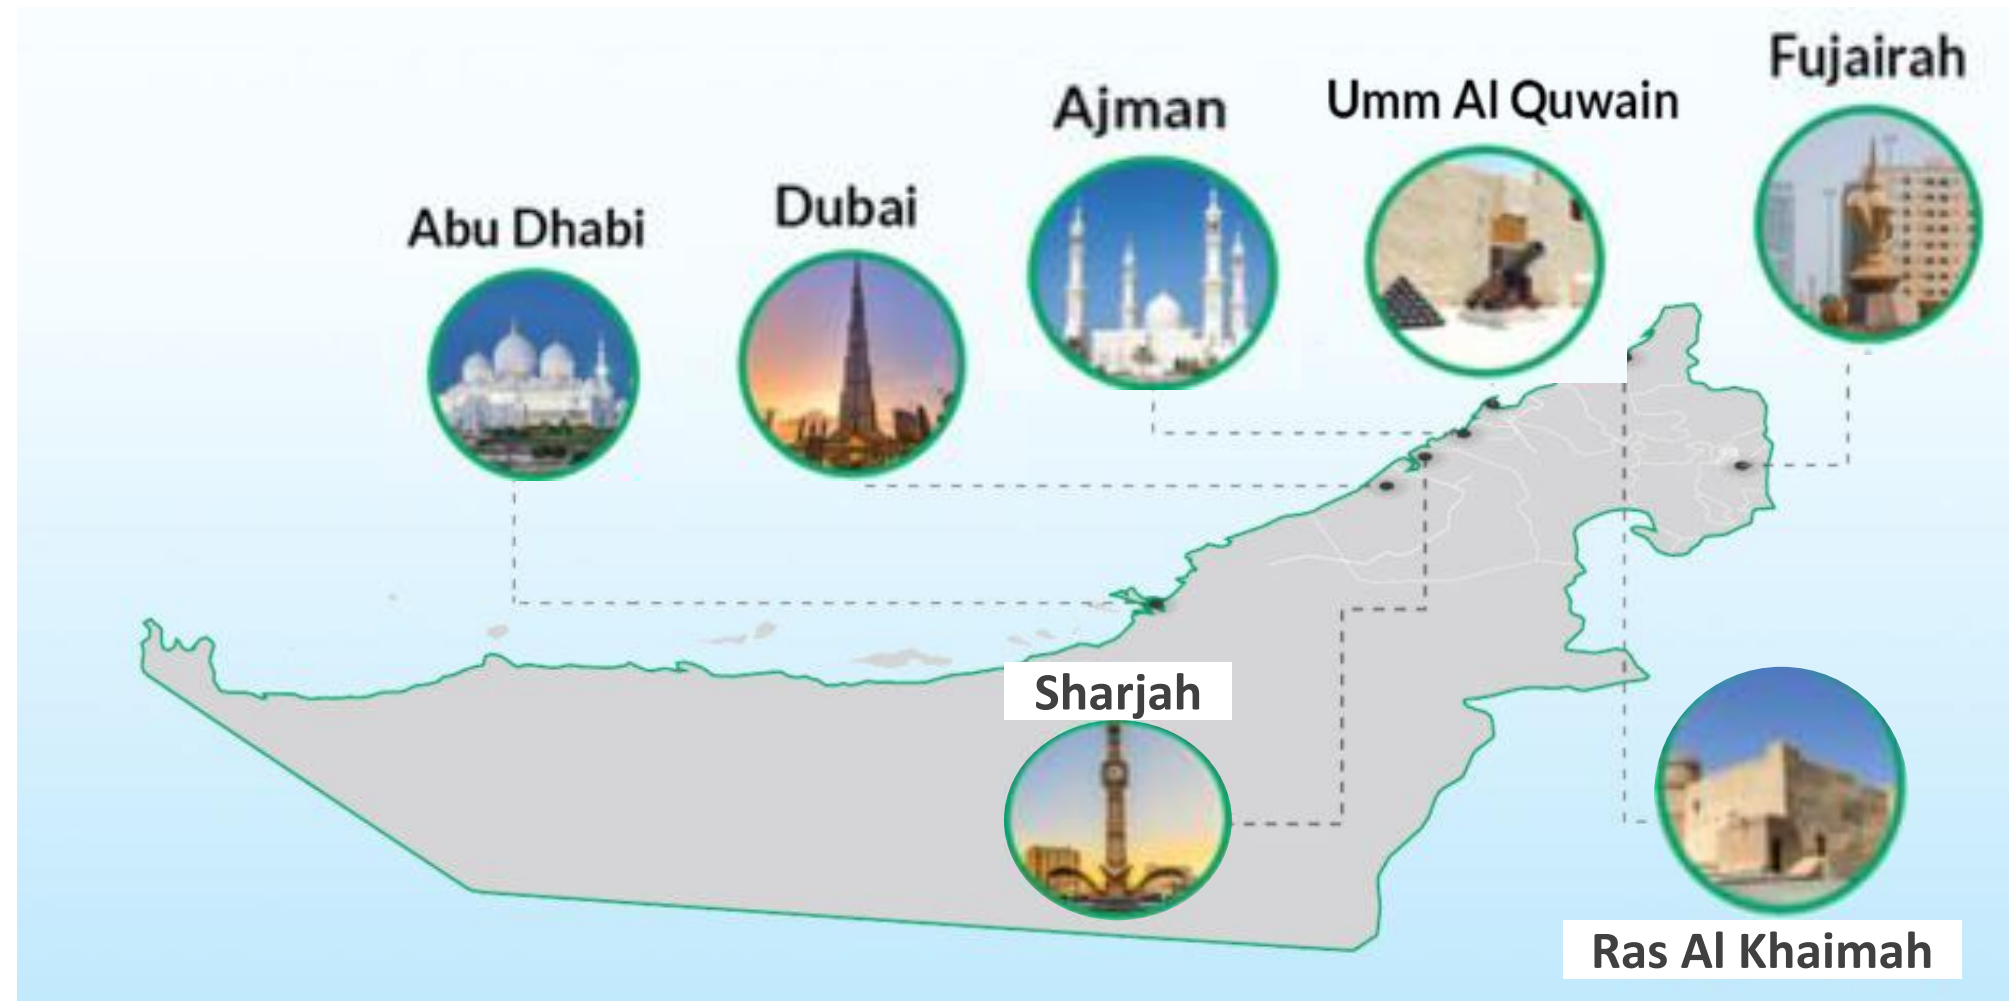 Fujairah
Ajman
Umm Al Quwain
Dubai
Abu Dhabi
Sharjah
Ras Al Khaimah